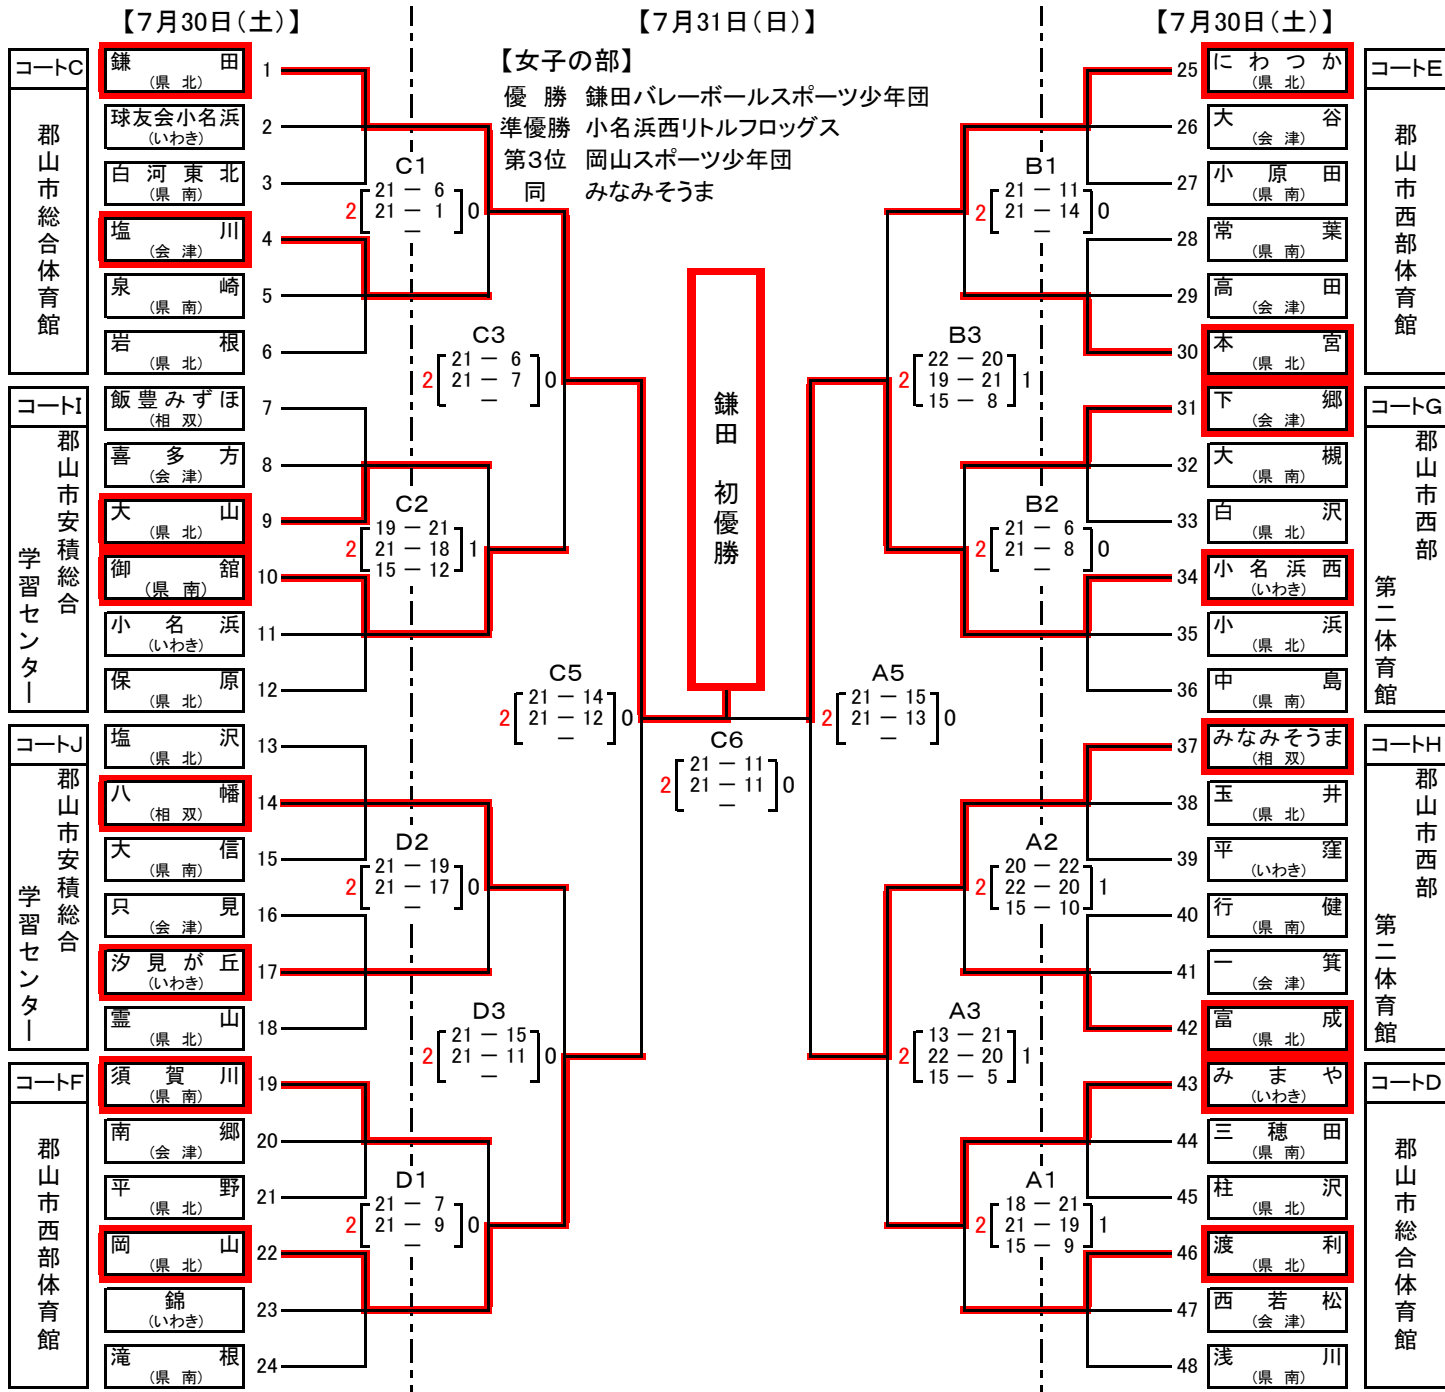 【7月30日(土)】
【7月31日(日)】
【7月30日(土)】
【女子の部】
優　勝　鎌田バレーボールスポーツ少年団
準優勝　小名浜西リトルフロッグス
第3位　岡山スポーツ少年団
同　みなみそうま
コートC
郡山市総合体育館
鎌田
(県 北)
1
球友会小名浜
(いわき)
2
白河東北
(県 南)
3
塩川
(会 津)
4
泉崎
(県 南)
5
岩根
(県 北)
6
コートI
郡山市安積総合
学習センター
飯豊みずほ
(相 双)
7
喜多方
(会 津)
8
大山
(県 北)
9
御舘
(県 南)
10
小名浜
(いわき)
11
保原
(県 北)
12
コートJ
郡山市安積総合
学習センター
塩沢
(県 北)
13
八幡
(相 双)
14
大信
(県 南)
15
只見
(会 津)
16
汐見が丘
(いわき)
17
霊山
(県 北)
18
コートF
郡山市西部体育館
須賀川
(県 南)
19
南郷
(会 津)
20
平野
(県 北)
21
岡山
(県 北)
22
錦
(いわき)
23
滝根
(県 南)
24
C1
21 － 6
2 21 － 1 0
－
C3
21 － 6
2 21 － 7 0
－
C2
19 － 21
2 21 － 18 1
15 － 12
C5
21 － 14
2 21 － 12 0
－
D2
21 － 19
2 21 － 17 0
－
D3
21 － 15
2 21 － 11 0
－
D1
21 － 7
2 21 － 9 0
－
鎌田　初優勝
C6
21 － 11
2 21 － 11 0
－
B1
21 － 11
2 21 － 14 0
－
B3
22 － 20
2 19 － 21 1
15 － 8
B2
21 － 6
2 21 － 8 0
－
A5
21 － 15
2 21 － 13 0
－
A2
20 － 22
2 22 － 20 1
15 － 10
A3
13 － 21
2 22 － 20 1
15 － 5
A1
18 － 21
2 21 － 19 1
15 － 9
コートE
郡山市西部体育館
25
にわつか
(県 北)
26
大谷
(会 津)
27
小原田
(県 南)
28
常葉
(県 南)
29
高田
(会 津)
30
本宮
(県 北)
コートG
郡山市西部
第二体育館
31
下郷
(会 津)
32
大槻
(県 南)
33
白沢
(県 北)
34
小名浜西
(いわき)
35
小浜
(県 北)
36
中島
(県 南)
コートH
郡山市西部
第二体育館
37
みなみそうま
(相 双)
38
玉井
(県 北)
39
平窪
(いわき)
40
行健
(県 南)
41
一箕
(会 津)
42
富成
(県 北)
コートD
郡山市総合体育館
43
みまや
(いわき)
44
三穂田
(県 南)
45
柱沢
(県 北)
46
渡利
(県 北)
47
西若松
(会 津)
48
浅川
(県 南)